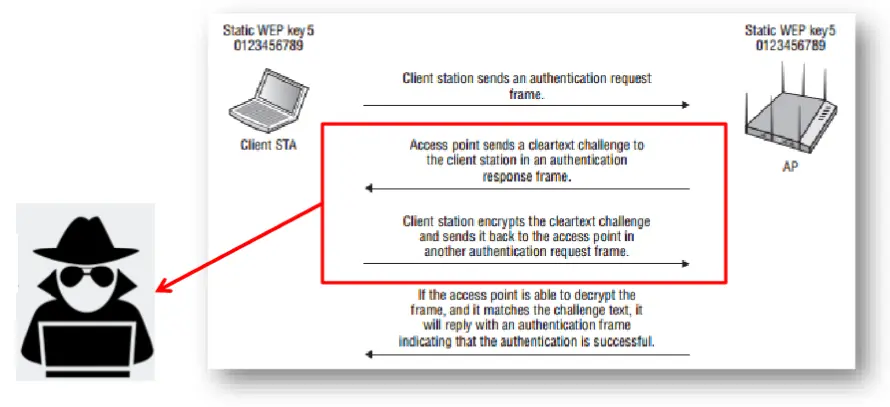 Static WEP key5
0123456789
Static WEP key5
0123456789
Client station sends an authentication request
frame.
Client STA
AP
Access point sends a cleartext challenge to
the client station in an authentication
response frame.
Client station encrypts the cleartext challenge
and sends it back to the access point in
another authentication request frame.
If the access point is able to decrypt the
frame, and it matches the challenge text, it
will reply with an authentication frame
indicating that the authentication is successful.